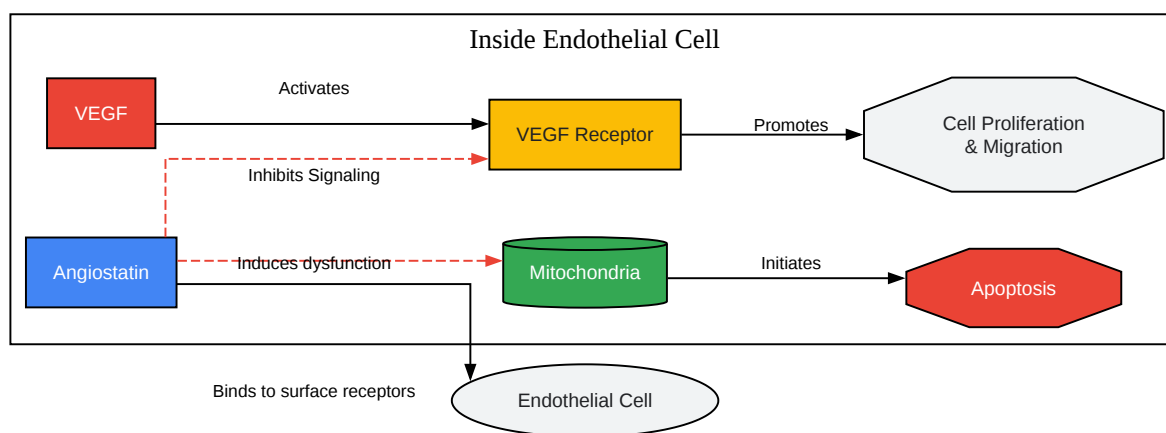 Inside Endothelial Cell
VEGF
Activates
VEGF Receptor
Promotes
Cell Proliferation
& Migration
Inhibits Signaling
Angiostatin
Induces dysfunction
Mitochondria
Initiates
Apoptosis
Binds to surface receptors
Endothelial Cell